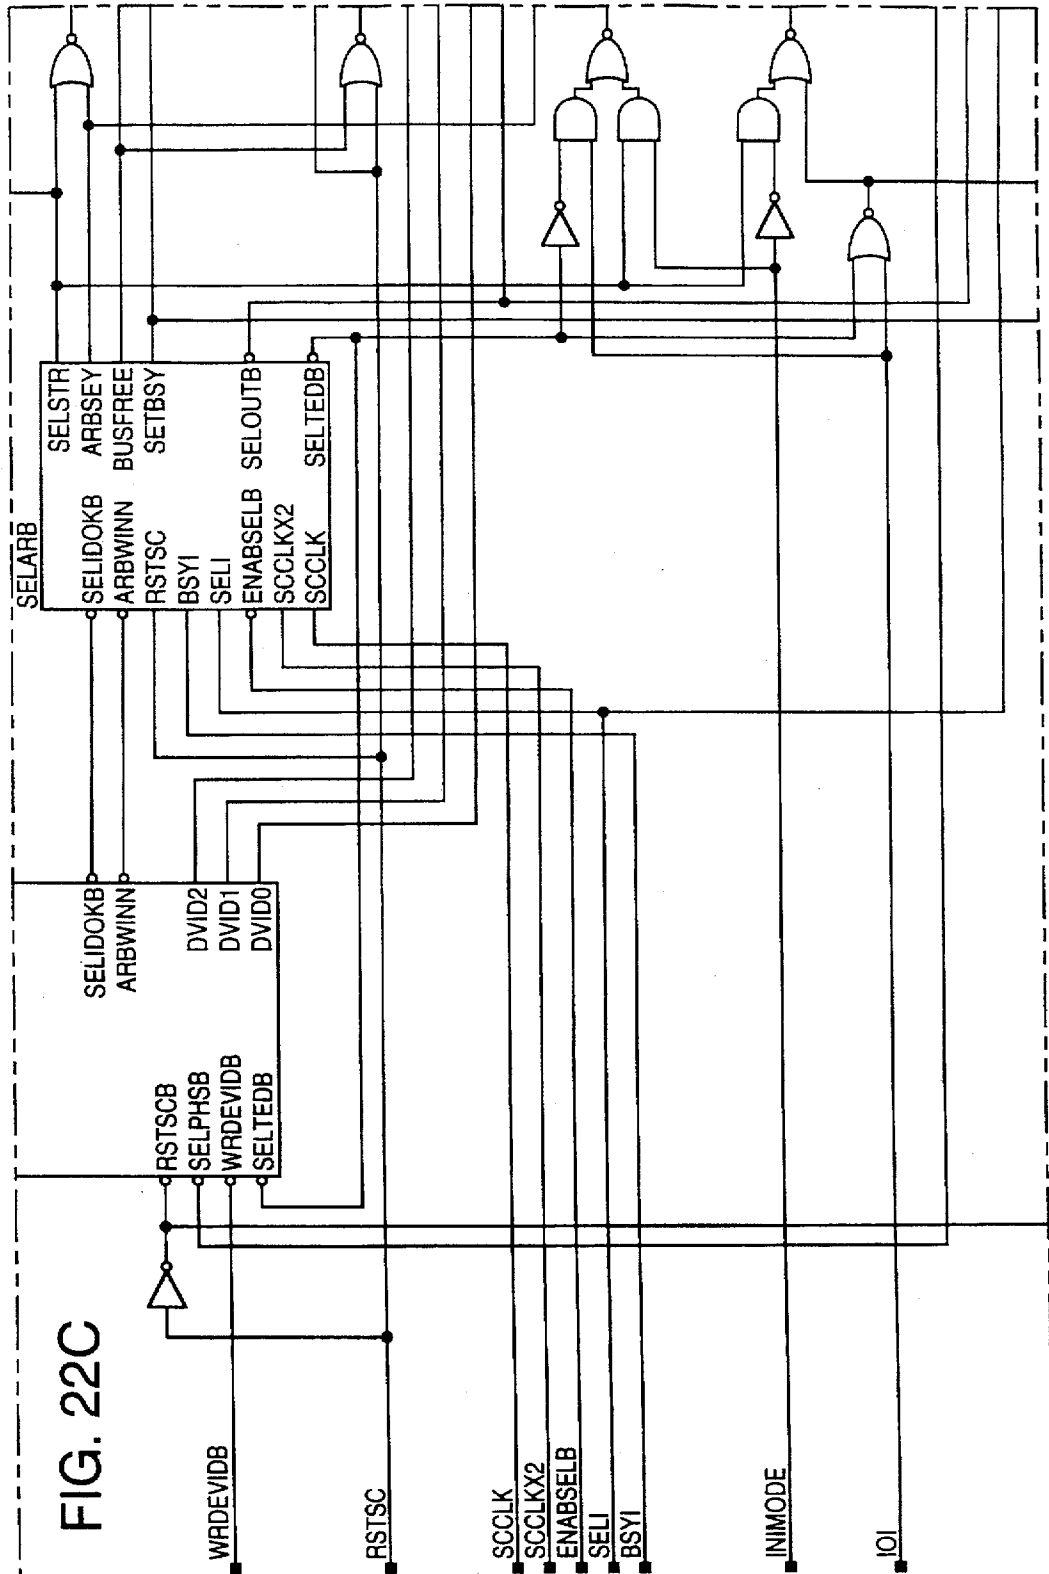 FIG. 22C
WRDEVIDB
RSTSC
SCCLK
SCCLKX2
ENABSELB
SELI
BSYI
INIMODE
IOI
RSTSCB
SELPHSB
WRDEVIDB
SELTEDB
SELIDOKB
ARBWINN
DVID2
DVID1
DVID0
SELARB
SELIDOKB
ARBWINN
RSTSC
BSYI
SELI
ENABSELB
SCCLKX2
SCCLK
SELSTR
ARBSEY
BUSFREE
SETBSY
SELOUTB
SELTEDB